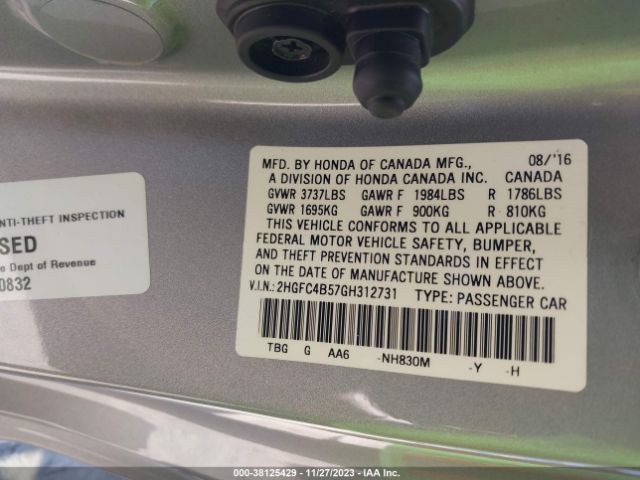 MFD. BY HONDA OF CANADA MFG., 08/'16
A DIVISION OF HONDA CANADA INC. CANADA
GVWR 3737LBS GAWR F 1984LBS R 1786LBS
GVWR 1695KG GAWR F 900KG R 810KG
THIS VEHICLE CONFORMS TO ALL APPLICABLE
FEDERAL MOTOR VEHICLE SAFETY, BUMPER,
AND THEFT PREVENTION STANDARDS IN EFFECT
ON THE DATE OF MANUFACTURE SHOWN ABOVE.
V.I.N.: 2HGFC4B57GH312731 TYPE: PASSENGER CAR
TBG G AA6 -NH830M -Y -H
NTI-THEFT INSPECTION
SED
o Dept of Revenue
0832
000-38125429 - 11/27/2023 - IAA Inc.